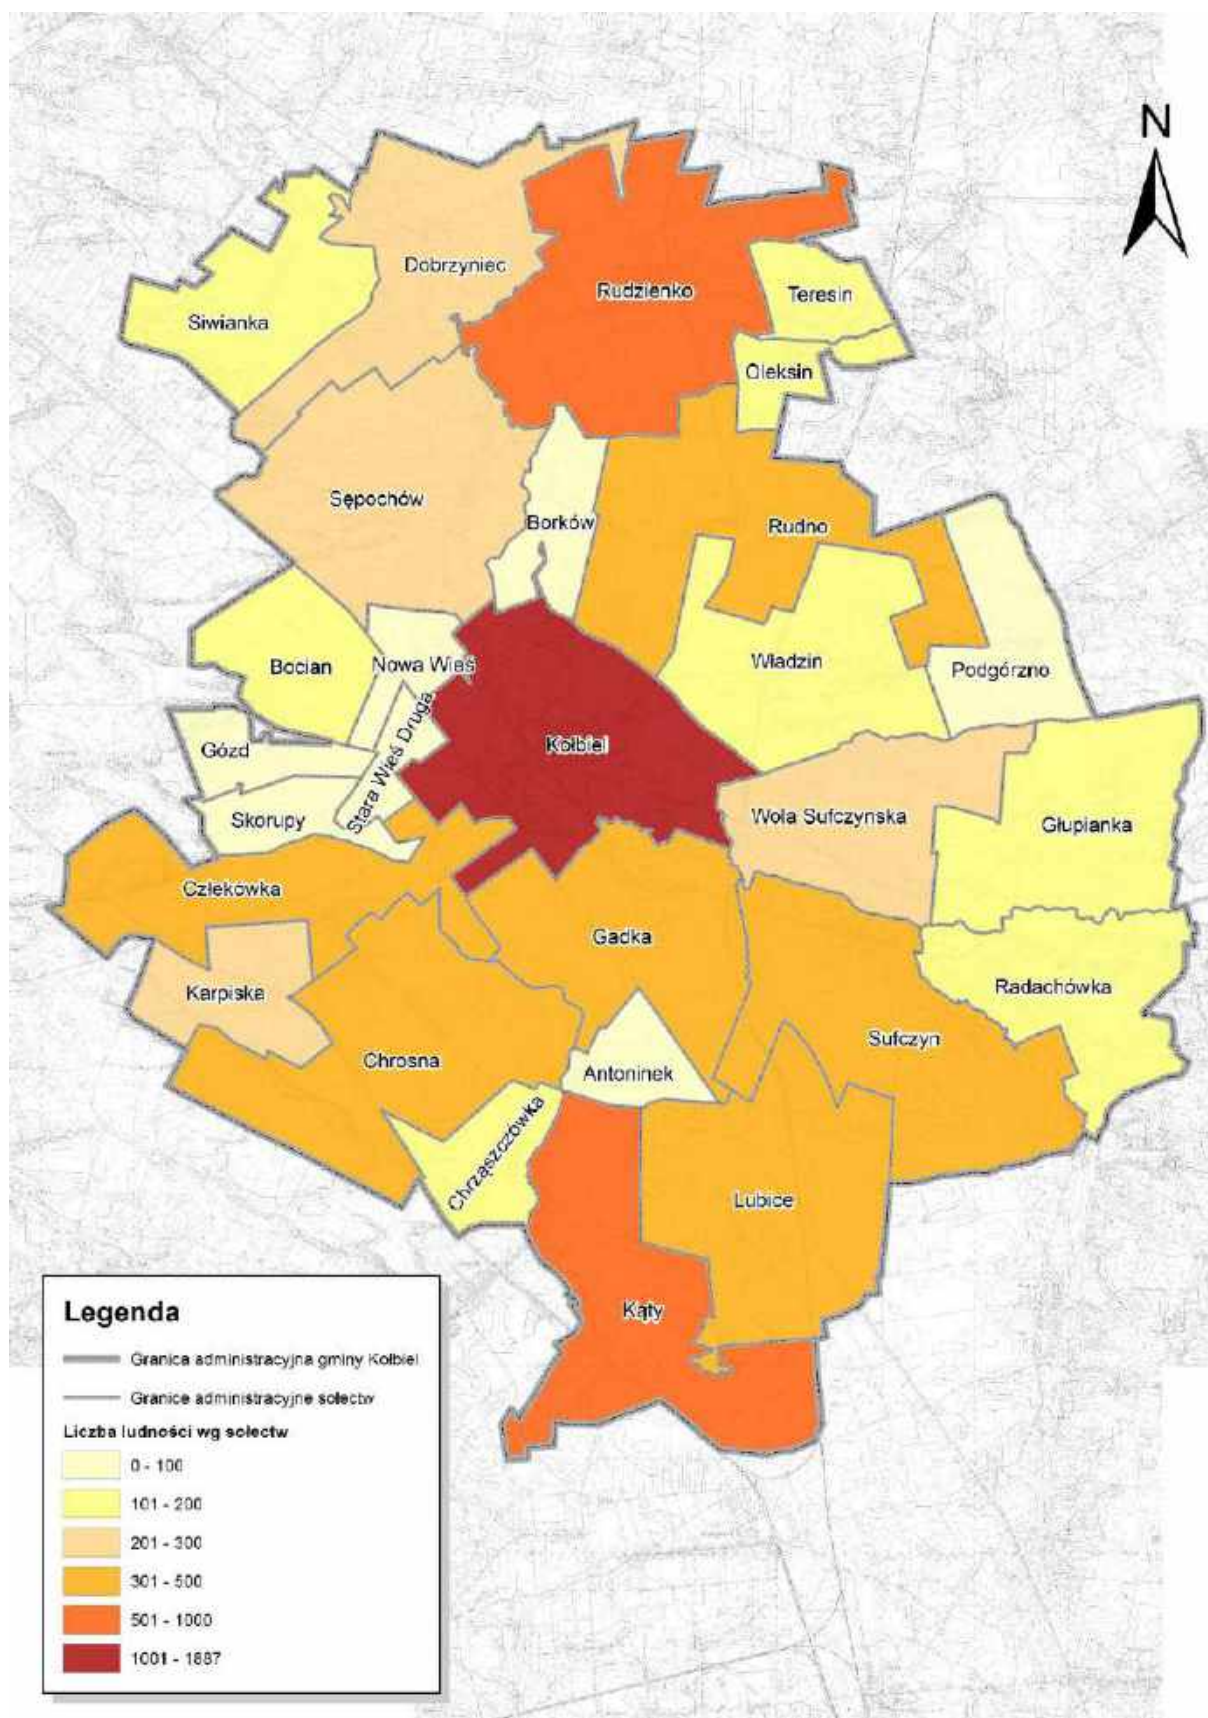 N
Dobrzyniec
Rudzienko
Teresin
Siwianka
Oleksin
Sępochów
Borków
Rudno
Bocian
Nowa Wieś
Władzin
Podgórzno
Stara Wieś Druga
Gózd
Kołbiel
Skorupy
Wola Sufczynska
Głupianka
Człekówka
Gadka
Karpiska
Radachówka
Chrosna
Sufczyn
Antoninek
Chrząszczówka
Lubice
Kąty
Legenda
Granica administracyjna gminy Kołbiel
Granice administracyjne sołectw
Liczba ludności wg sołectw
0 - 100
101 - 200
201 - 300
301 - 500
501 - 1000
1001 - 1887